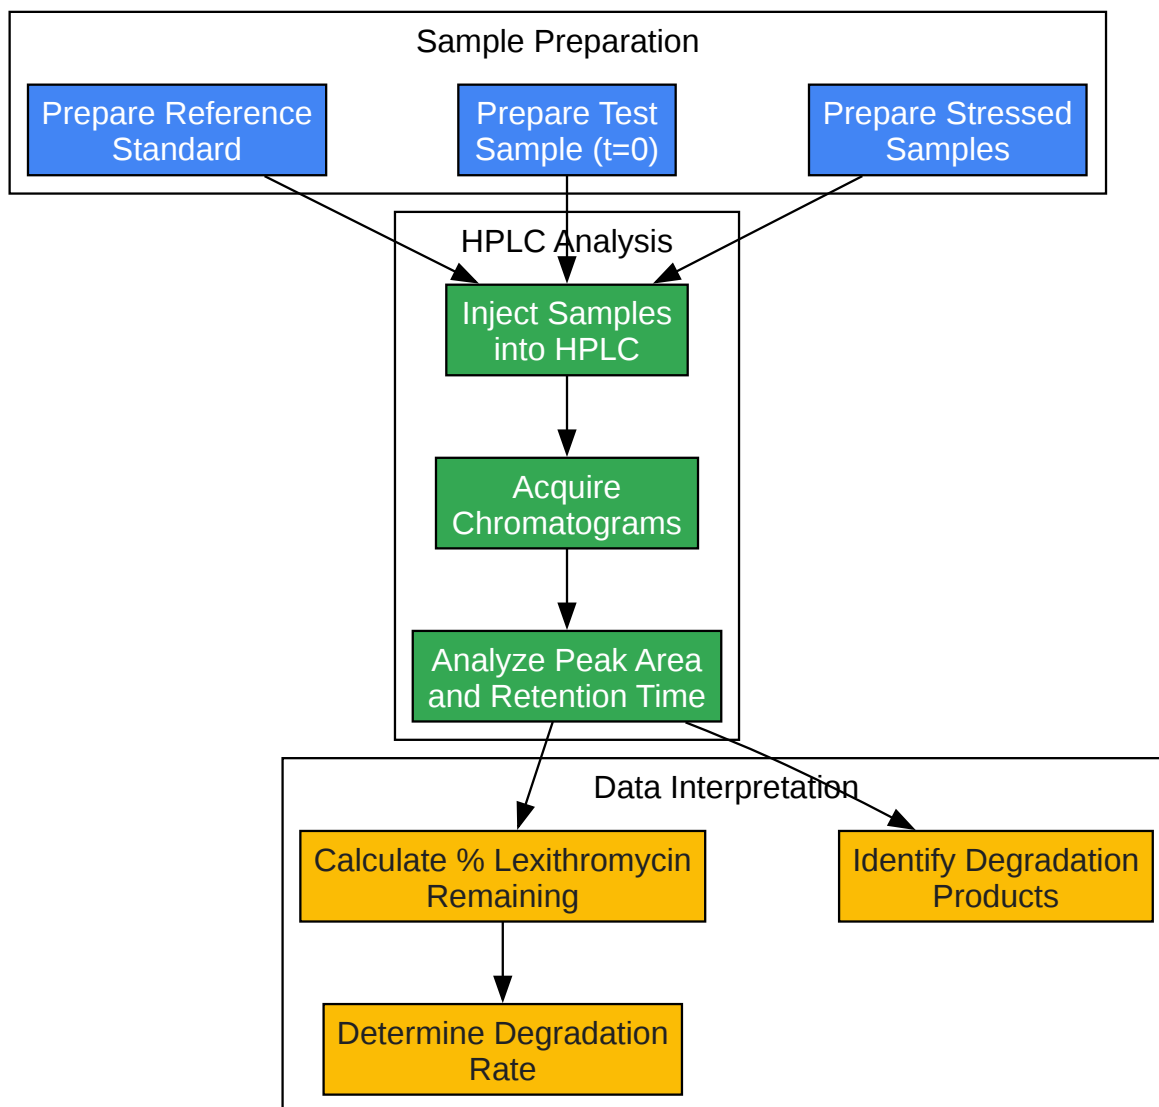 Sample Preparation
Prepare Reference
Standard
Prepare Test
Sample (t=0)
Prepare Stressed
Samples
HPLC Analysis
Inject Samples
into HPLC
Acquire
Chromatograms
Analyze Peak Area
and Retention Time
Data Interpretation
Calculate % Lexithromycin
Remaining
Identify Degradation
Products
Determine Degradation
Rate